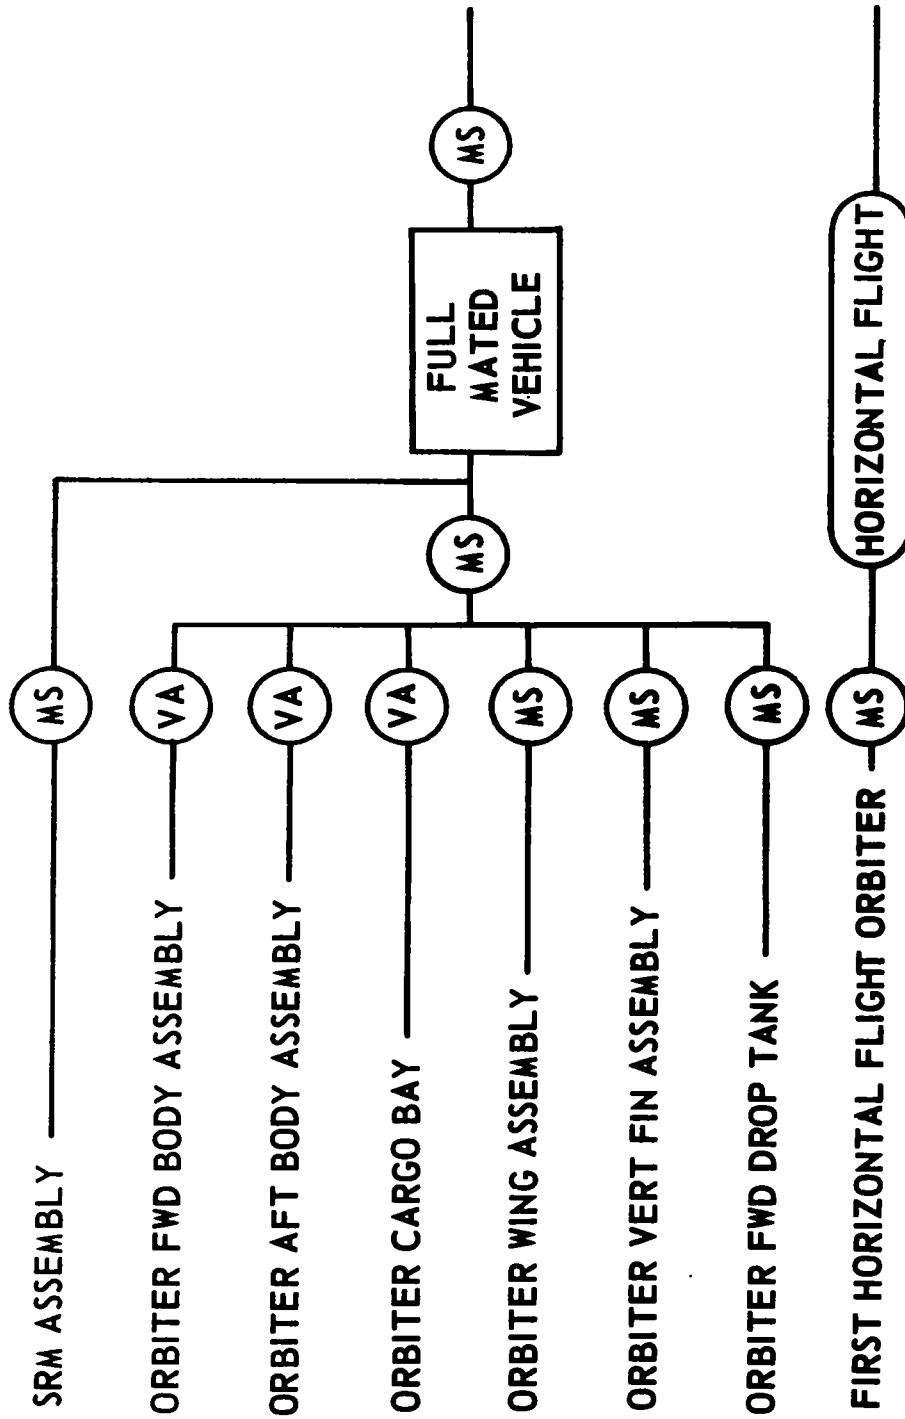 SRM ASSEMBLY
MS
ORBITER FWD BODY ASSEMBLY
VA
ORBITER AFT BODY ASSEMBLY
VA
ORBITER CARGO BAY
VA
ORBITER WING ASSEMBLY
MS
ORBITER VERT FIN ASSEMBLY
MS
ORBITER FWD DROP TANK
MS
MS
FULL
MATED
VEHICLE
MS
FIRST HORIZONTAL FLIGHT ORBITER
MS
HORIZONTAL FLIGHT